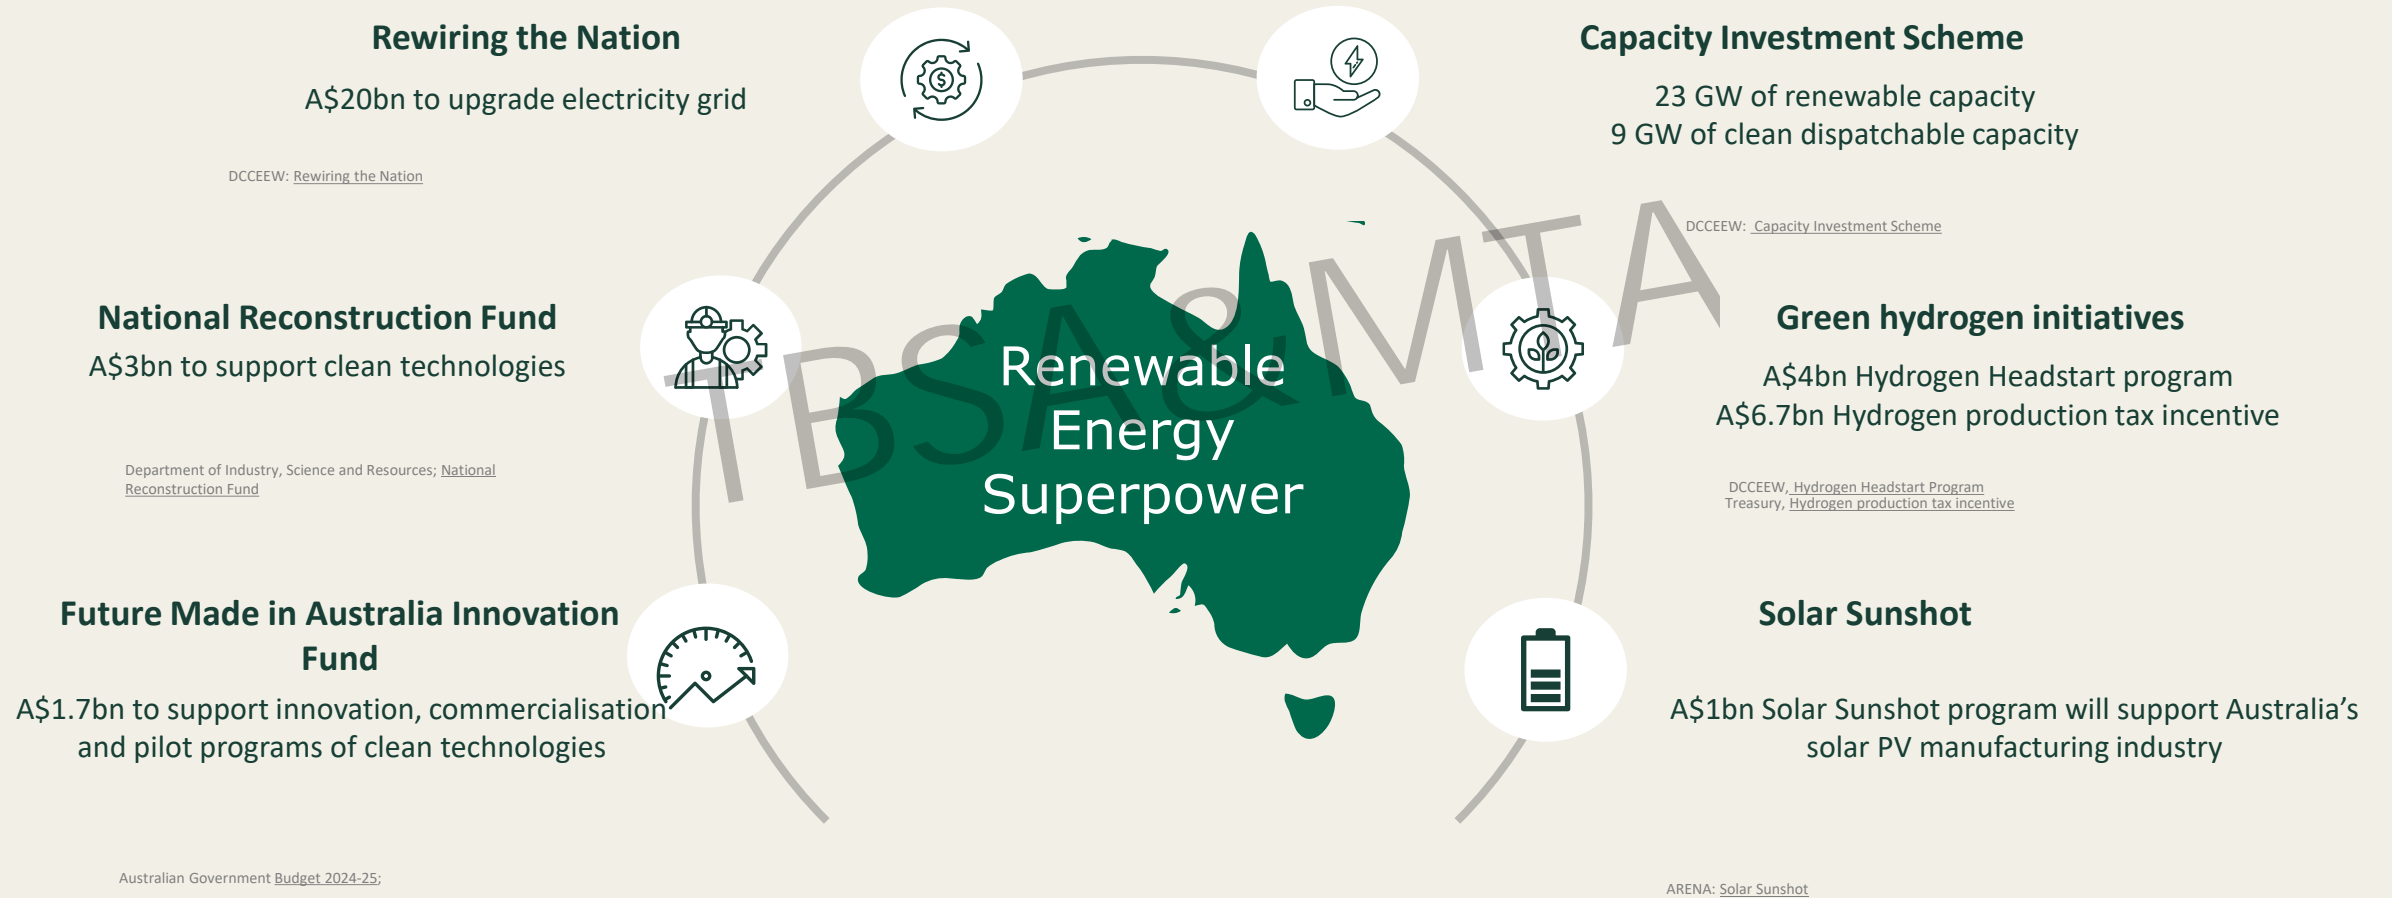 Rewiring the Nation
A$20bn to upgrade electricity grid
DCCEEW: Rewiring the Nation
Capacity Investment Scheme
23 GW of renewable capacity
9 GW of clean dispatchable capacity
DCCEEW:  Capacity Investment Scheme
National Reconstruction Fund
A$3bn to support clean technologies
Department of Industry, Science and Resources; National
Reconstruction Fund
Renewable
Energy
Superpower
TBSA&MTA
Green hydrogen initiatives
A$4bn Hydrogen Headstart program
A$6.7bn Hydrogen production tax incentive
DCCEEW, Hydrogen Headstart Program
Treasury, Hydrogen production tax incentive
Future Made in Australia Innovation
Fund
A$1.7bn to support innovation, commercialisation
and pilot programs of clean technologies
Australian Government Budget 2024-25;
Solar Sunshot
A$1bn Solar Sunshot program will support Australia’s
solar PV manufacturing industry
ARENA: Solar Sunshot